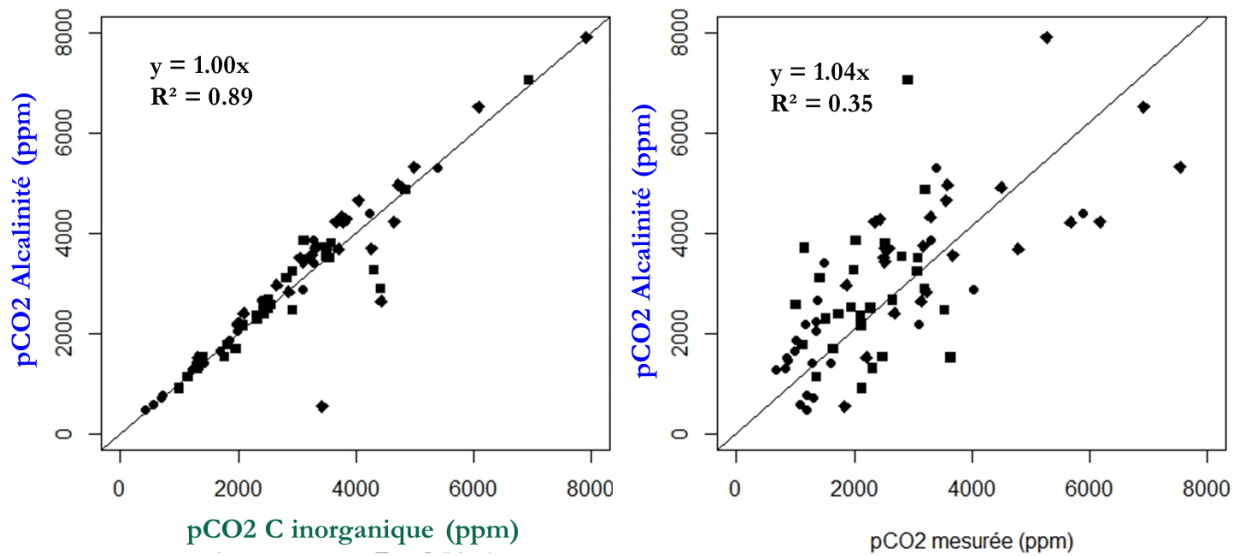 pCO2 Alcalinité (ppm)
8000
6000
4000
2000
0
y = 1.00x
R² = 0.89
0 2000 4000 6000 8000
pCO2 C inorganique (ppm)
pCO2 Alcalinité (ppm)
8000
6000
4000
2000
0
y = 1.04x
R² = 0.35
0 2000 4000 6000 8000
pCO2 mesurée (ppm)